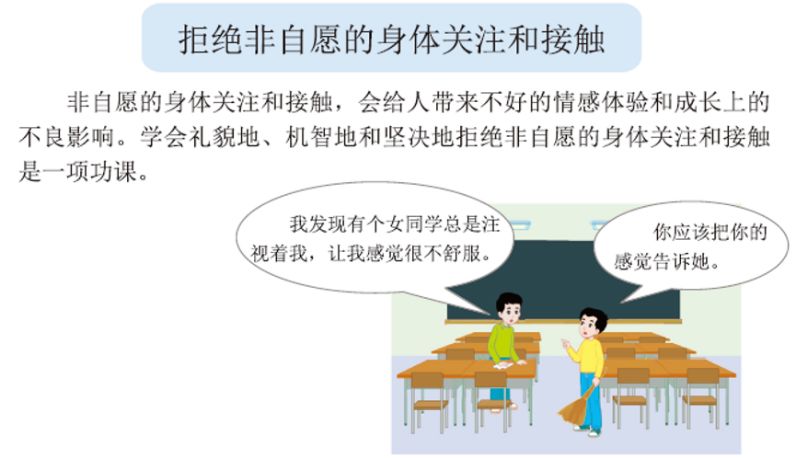 拒绝非自愿的身体关注和接触
非自愿的身体关注和接触，会给人带来不好的情感体验和成长上的
不良影响。学会礼貌地、机智地和坚决地拒绝非自愿的身体关注和接触
是一项功课。
我发现有个女同学总是注
视着我，让我感觉很不舒服。
你应该把你的
感觉告诉她。